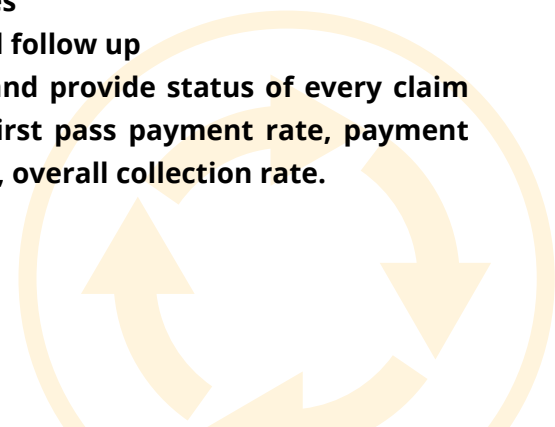 l follow up
and provide status of every claim
irst pass payment rate, payment
, overall collection rate.